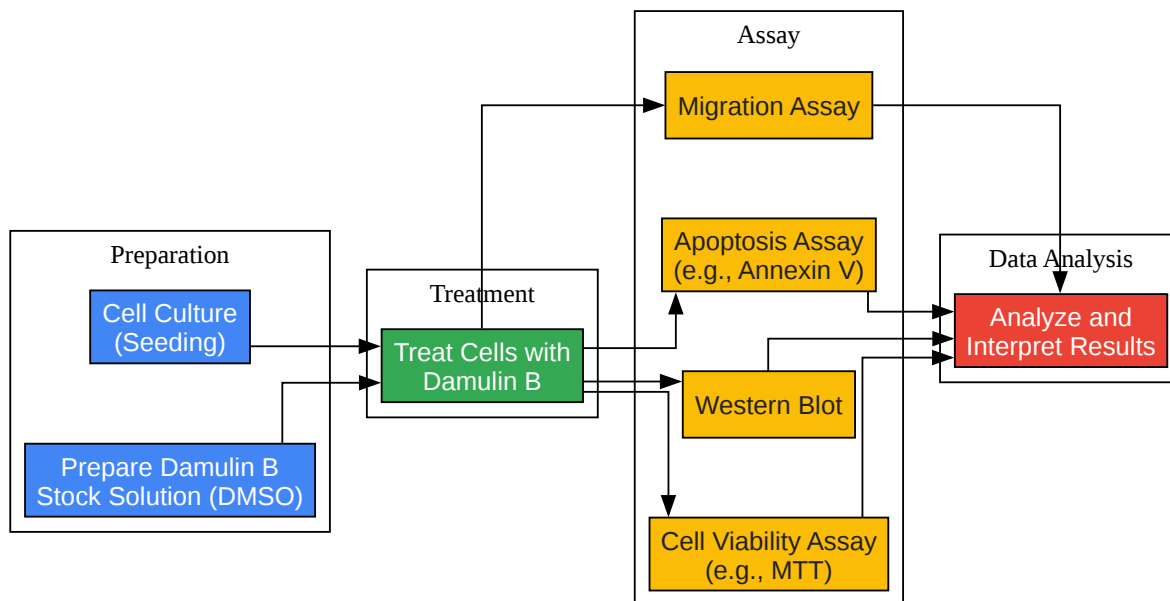 Preparation
Cell Culture
(Seeding)
Prepare Damulin B
Stock Solution (DMSO)
Treatment
Treat Cells with
Damulin B
Assay
Migration Assay
Apoptosis Assay
(e.g., Annexin V)
Western Blot
Cell Viability Assay
(e.g., MTT)
Data Analysis
Analyze and
Interpret Results